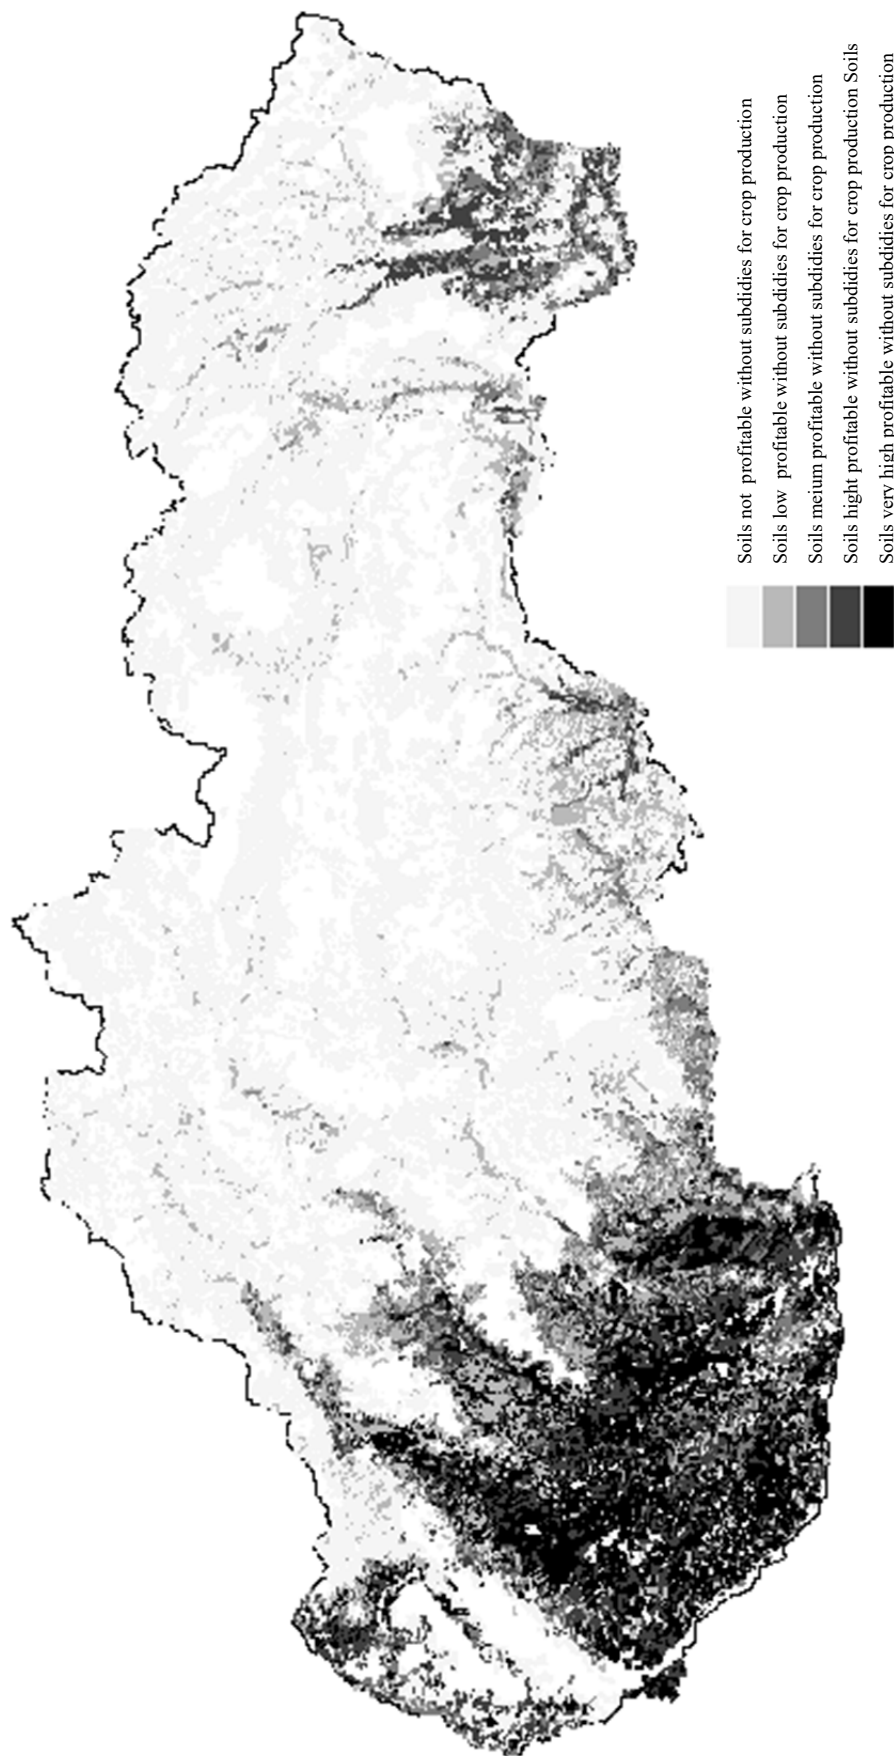 Soils not profitable without subdidies for crop production
Soils low profitable without subdidies for crop production
Soils meium profitable without subdidies for crop production
Soils hight profitable without subdidies for crop production Soils
Soils very high profitable without subdidies for crop production